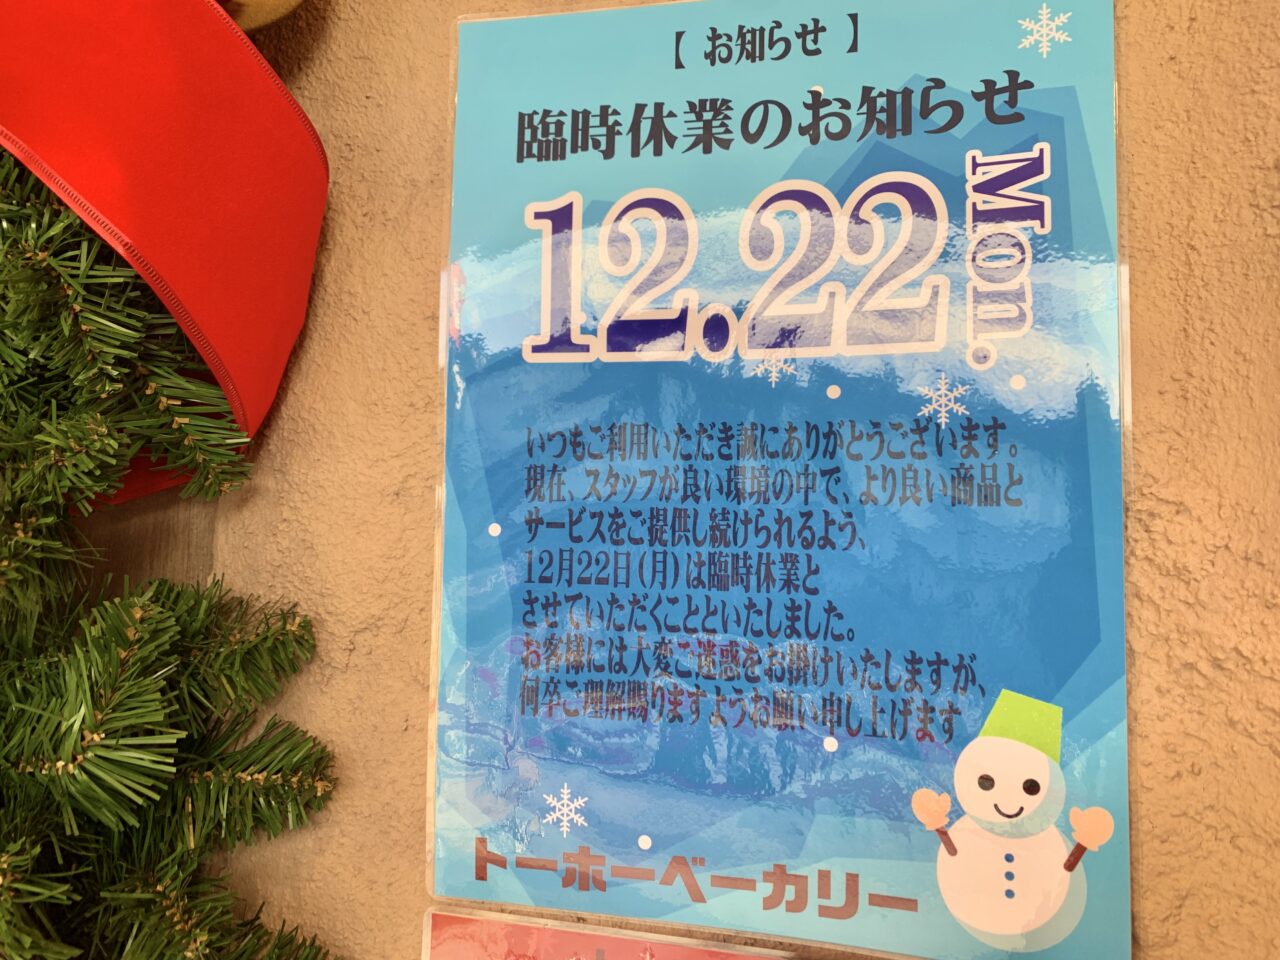 【 お知らせ 】
臨時休業のお知らせ
12.22 Mon.
いつもご利用いただき誠にありがとうございます。
現在、スタッフが良い環境の中で、より良い商品と
サービスをご提供し続けられるよう、
12月22日(月)は臨時休業と
させていただくことといたしました。
お客様には大変ご迷惑をお掛けいたしますが、
何卒ご理解賜りますようお願い申し上げます
トーホーベーカリー